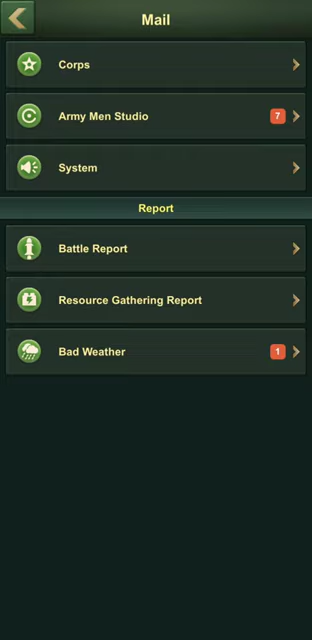 Mail
Corps
Army Men Studio 7
System
Report
Battle Report
Resource Gathering Report
Bad Weather 1